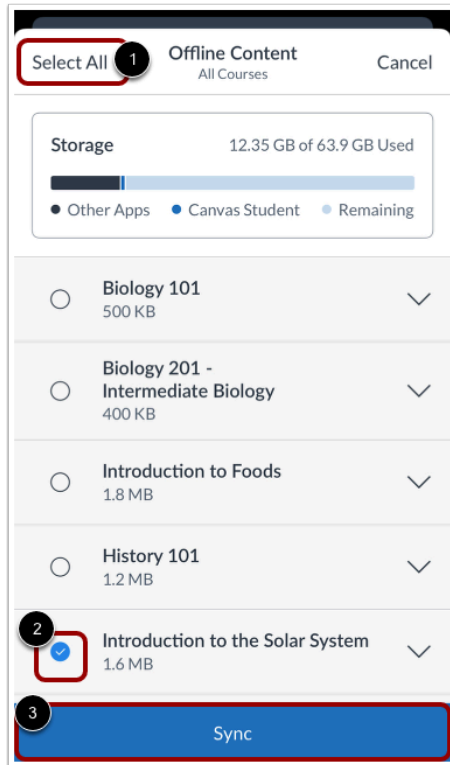 Select All 1 Offline Content Cancel
All Courses
Storage 12.35 GB of 63.9 GB Used
Other Apps Canvas Student Remaining
Biology 101
500 KB
Biology 201 -
Intermediate Biology
400 KB
Introduction to Foods
1.8 MB
History 101
1.2 MB
2
Introduction to the Solar System
1.6 MB
3
Sync